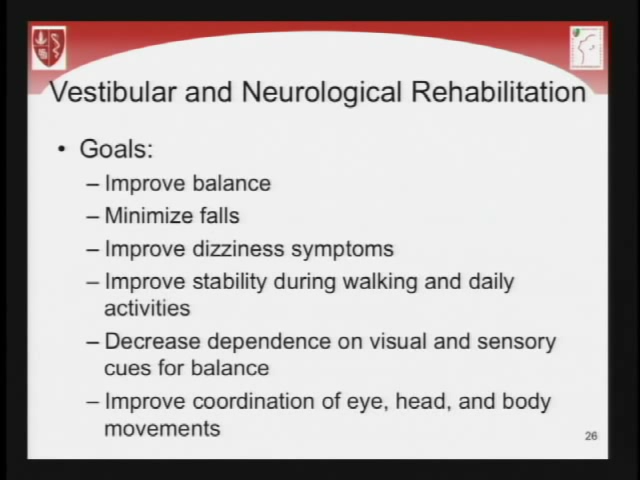 Vestibular and Neurological Rehabilitation
• Goals:
– Improve balance
– Minimize falls
– Improve dizziness symptoms
– Improve stability during walking and daily
activities
– Decrease dependence on visual and sensory
cues for balance
– Improve coordination of eye, head, and body
movements
26